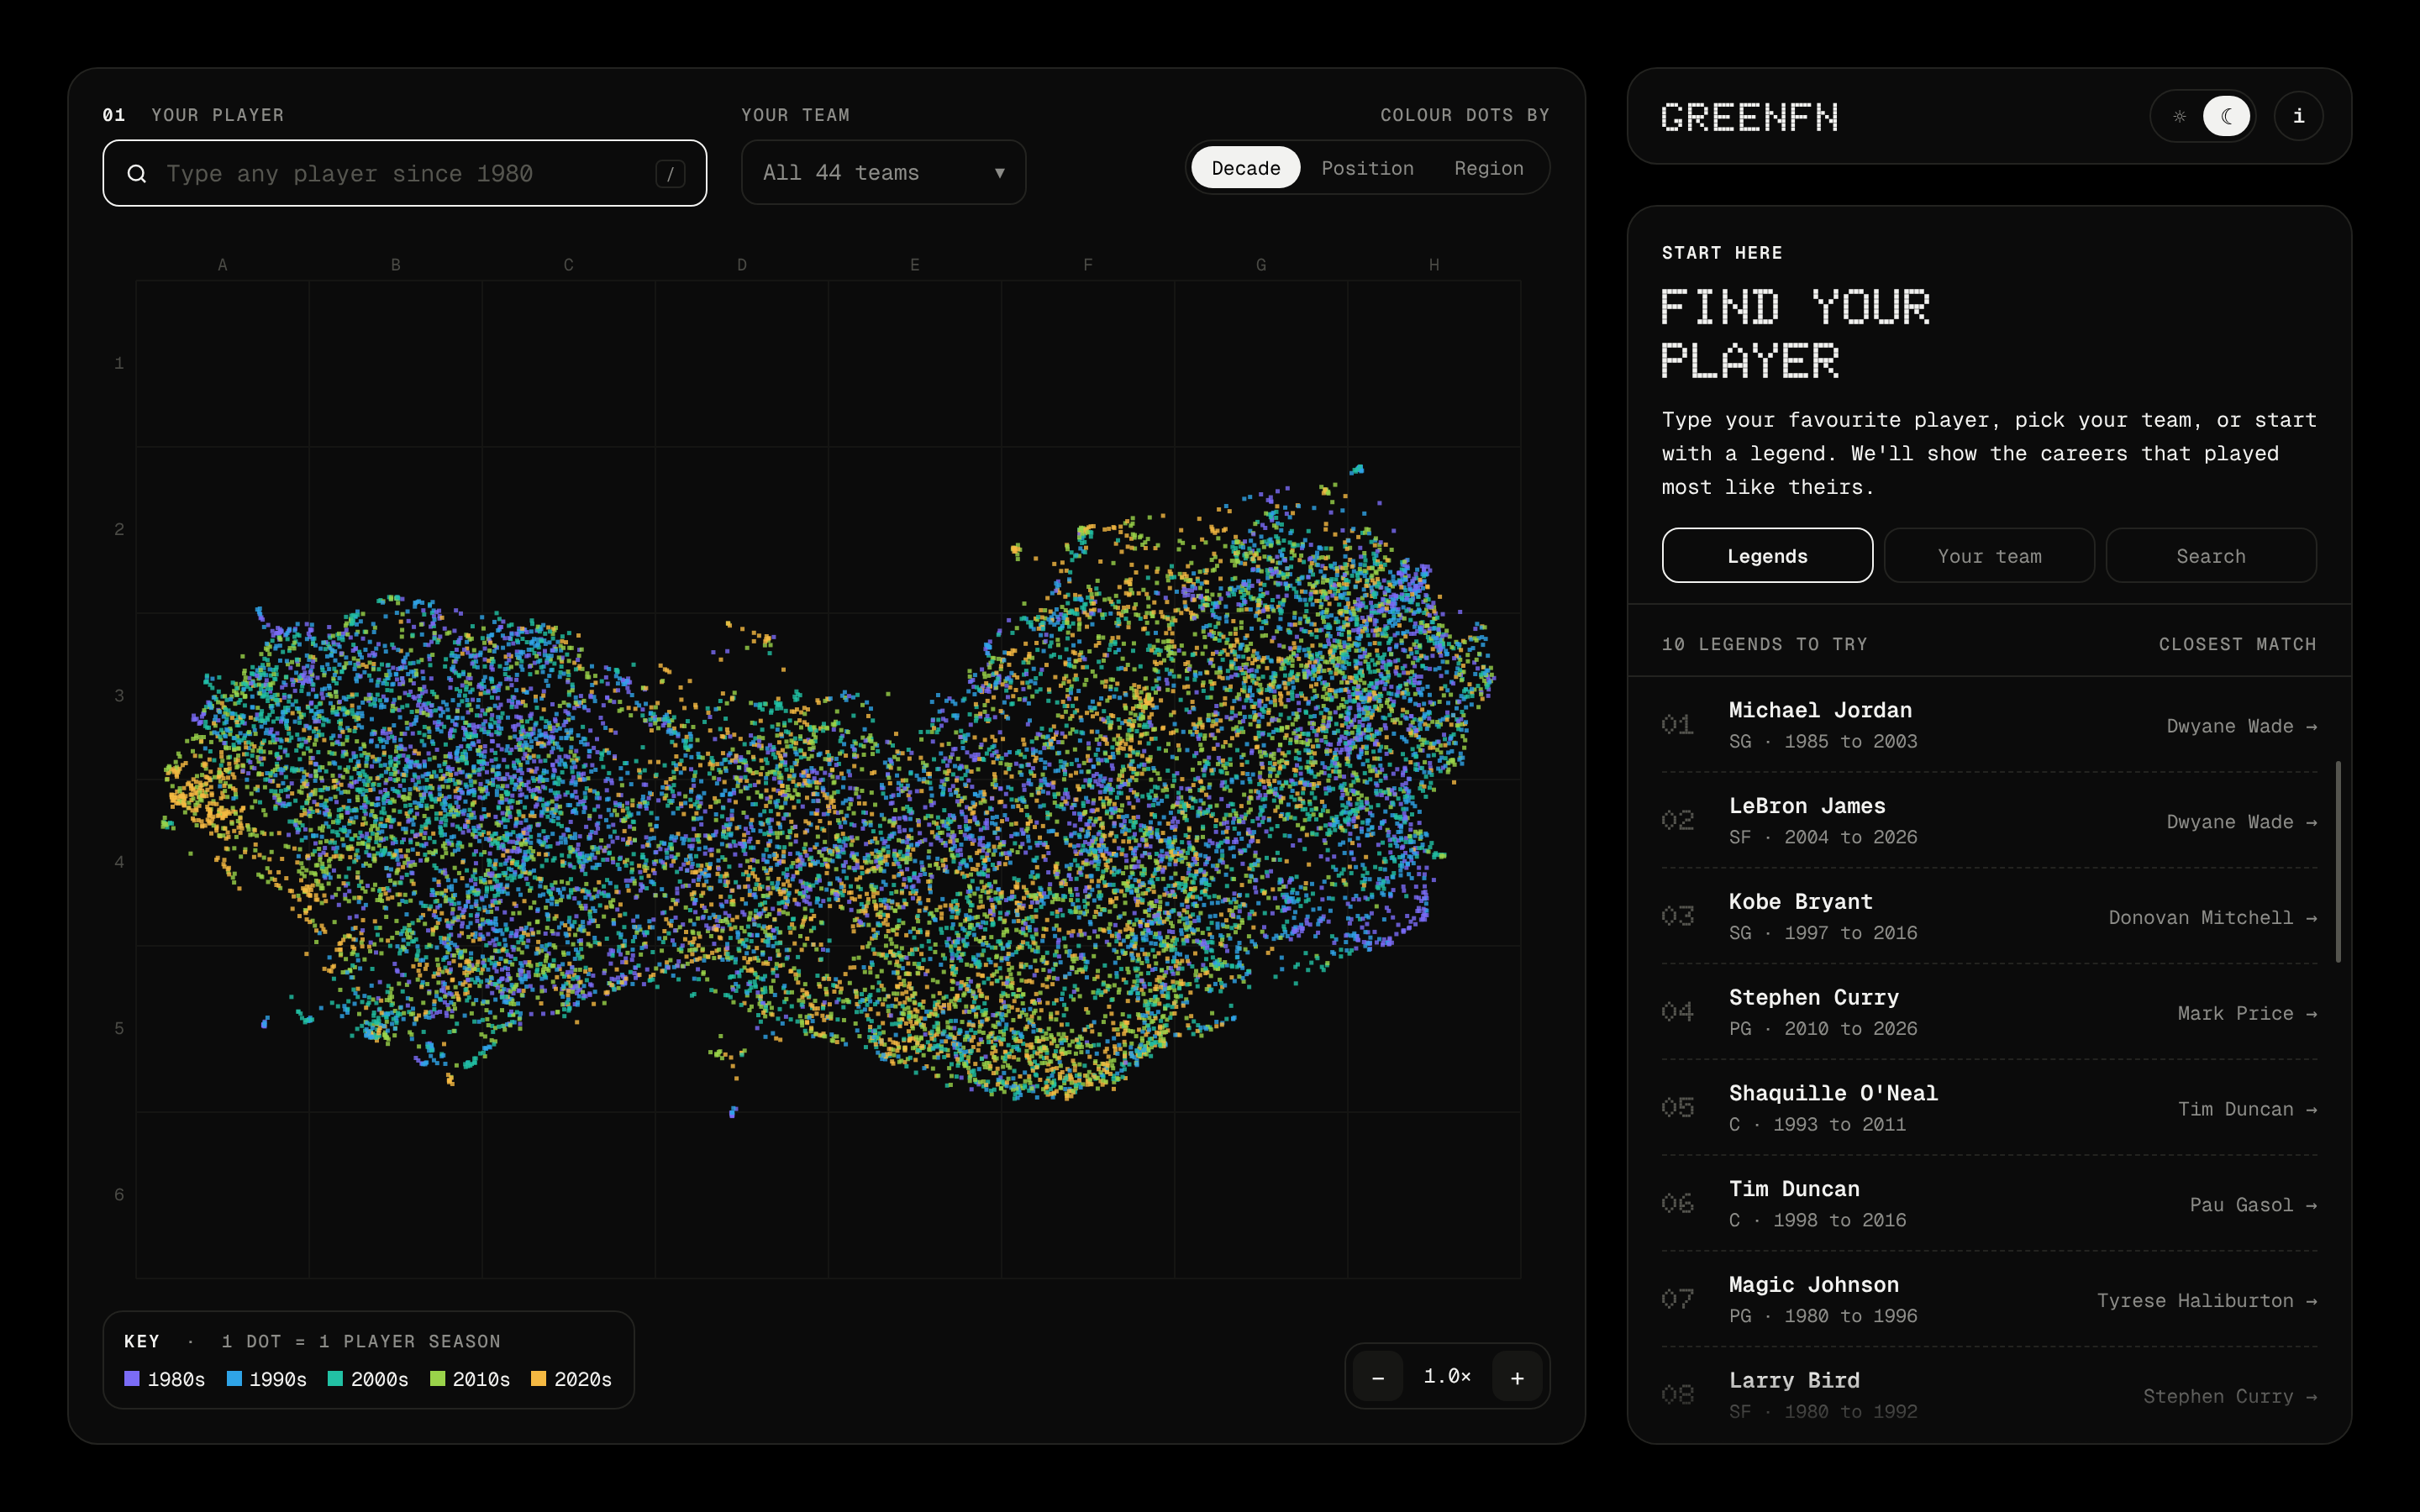 01 YOUR PLAYER
Type any player since 1980 /
YOUR TEAM
All 44 teams ▼
COLOUR DOTS BY
Decade Position Region
A B C D E F G H
1
2
3
4
5
6
KEY · 1 DOT = 1 PLAYER SEASON
1980s 1990s 2000s 2010s 2020s
− 1.0× +
GREENFN
i
START HERE
FIND YOUR
PLAYER
Type your favourite player, pick your team, or start
with a legend. We'll show the careers that played
most like theirs.
Legends Your team Search
10 LEGENDS TO TRY CLOSEST MATCH
01 Michael Jordan Dwyane Wade →
SG · 1985 to 2003
02 LeBron James Dwyane Wade →
SF · 2004 to 2026
03 Kobe Bryant Donovan Mitchell →
SG · 1997 to 2016
04 Stephen Curry Mark Price →
PG · 2010 to 2026
05 Shaquille O'Neal Tim Duncan →
C · 1993 to 2011
06 Tim Duncan Pau Gasol →
C · 1998 to 2016
07 Magic Johnson Tyrese Haliburton →
PG · 1980 to 1996
08 Larry Bird Stephen Curry →
SF · 1980 to 1992